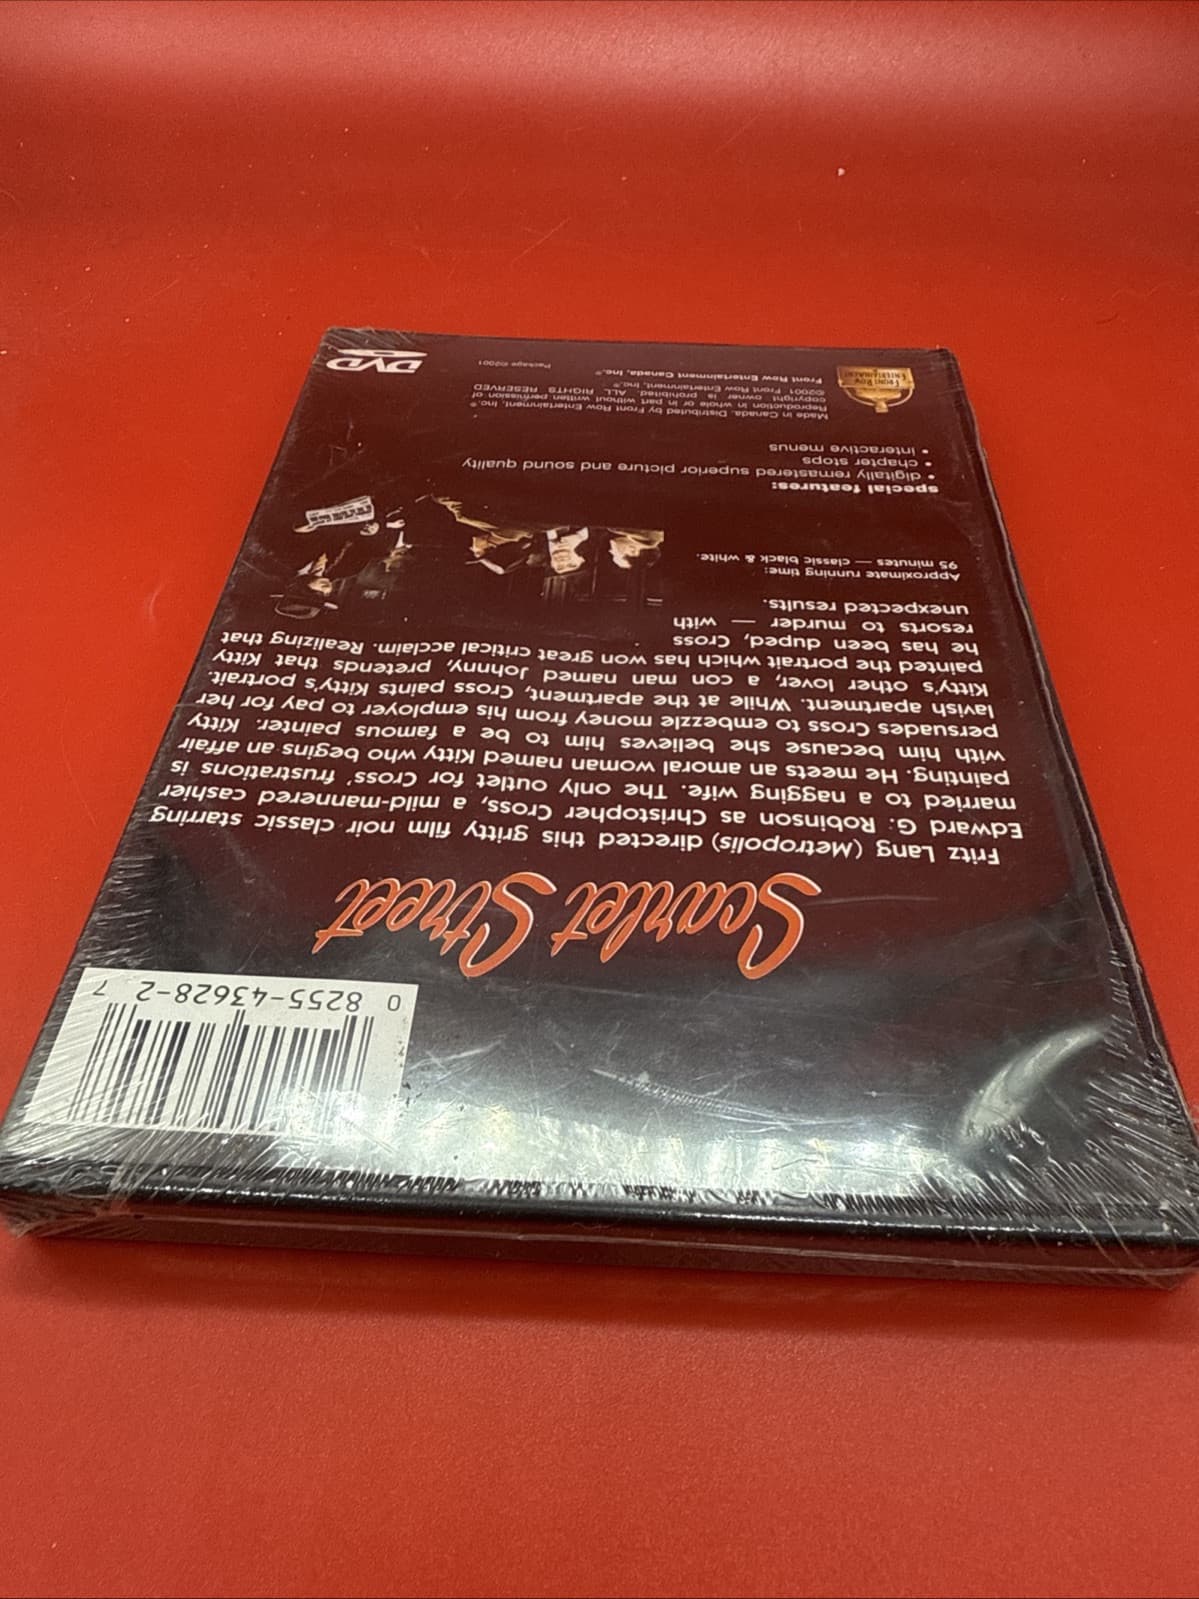 0 8255-43628-2 7
Scarlet Street
Fritz Lang (Metropolis) directed this gritty film noir classic starring
Edward G. Robinson as Christopher Cross, a mild-mannered cashier
married to a nagging wife. The only outlet for Cross' frustrations is
painting. He meets an amoral woman named Kitty who begins an affair
with him because she believes him to be a famous painter. Kitty
persuades Cross to embezzle money from his employer to pay for her
lavish apartment. While at the apartment, Cross paints Kitty's portrait.
Kitty's other lover, a con man named Johnny, pretends that Kitty
painted the portrait which has won great critical acclaim. Realizing that
he has been duped, Cross
resorts to murder — with
unexpected results.
Approximate running time:
95 minutes — classic black & white.
special features:
• digitally remastered superior picture and sound quality
• chapter stops
• interactive menus
Made in Canada. Distributed by Front Row Entertainment, Inc.®
Reproduction in whole or in part without written permission of
copyright owner is prohibited. ALL RIGHTS RESERVED
©2001 Front Row Entertainment, Inc.®
Front Row Entertainment Canada, Inc.®
Package ©2001
FRONT ROW
ENTERTAINMENT
DVD